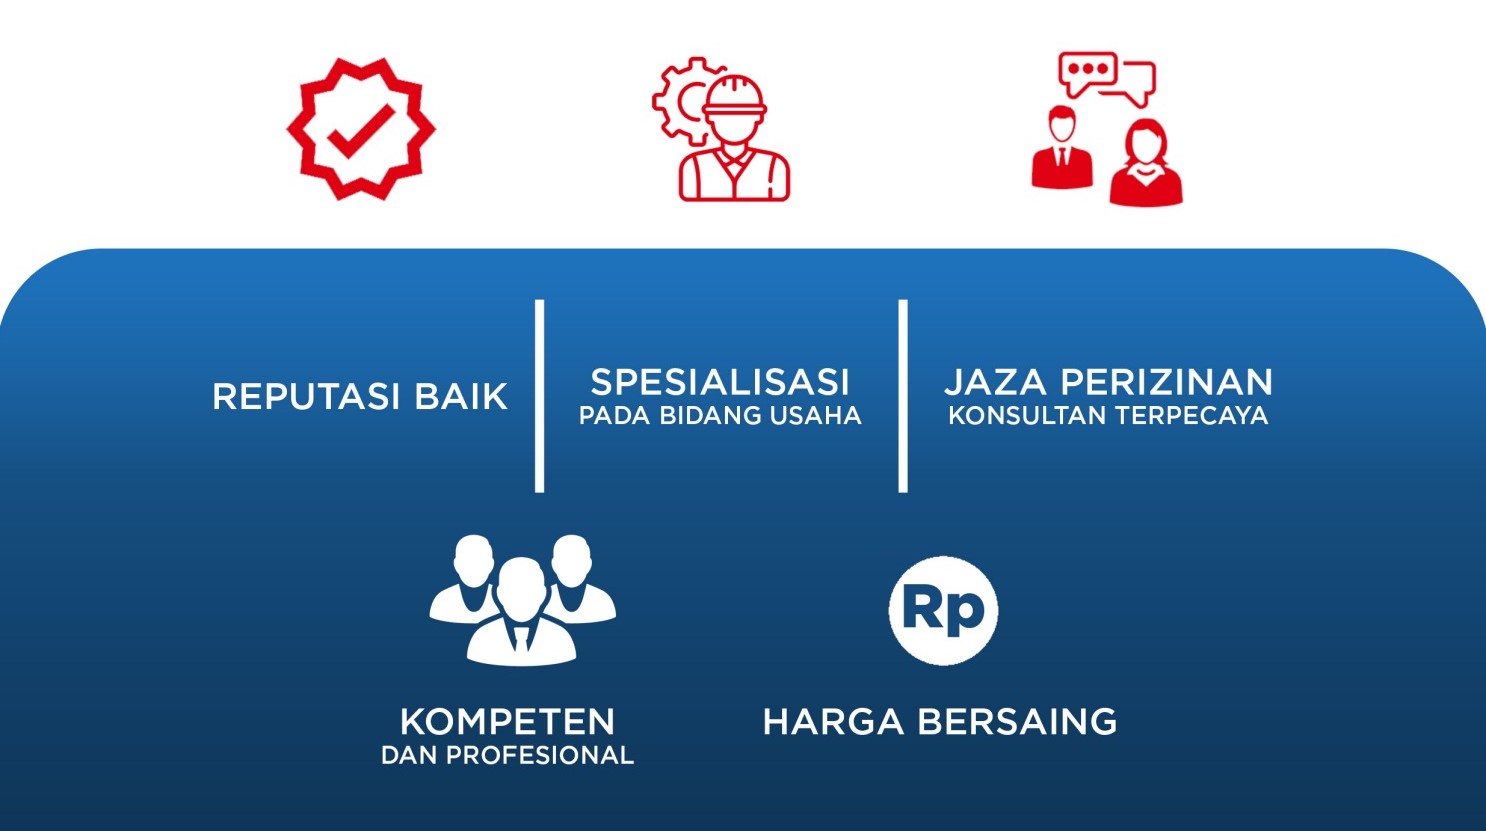 REPUTASI BAIK
SPESIALISASI
PADA BIDANG USAHA
JAZA PERIZINAN
KONSULTAN TERPECAYA
Rp
KOMPETEN
DAN PROFESIONAL
HARGA BERSAING